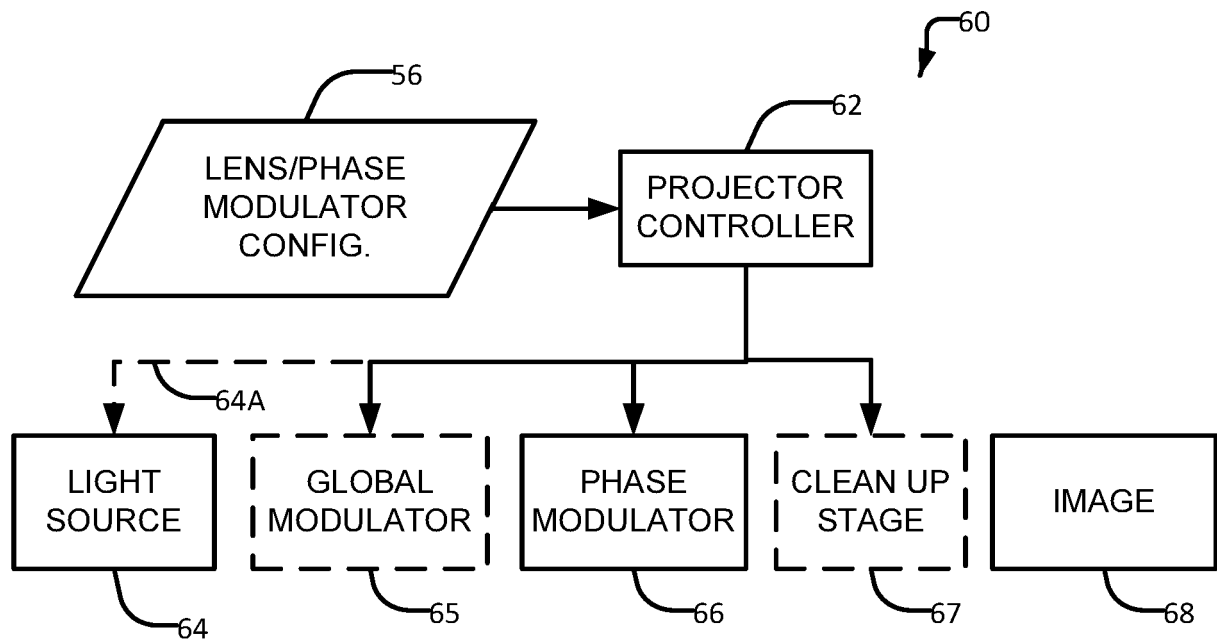 60
56
62
LENS/PHASE
MODULATOR
CONFIG.
PROJECTOR
CONTROLLER
64A
LIGHT
SOURCE
GLOBAL
MODULATOR
PHASE
MODULATOR
CLEAN UP
STAGE
IMAGE
64
65
66
67
68